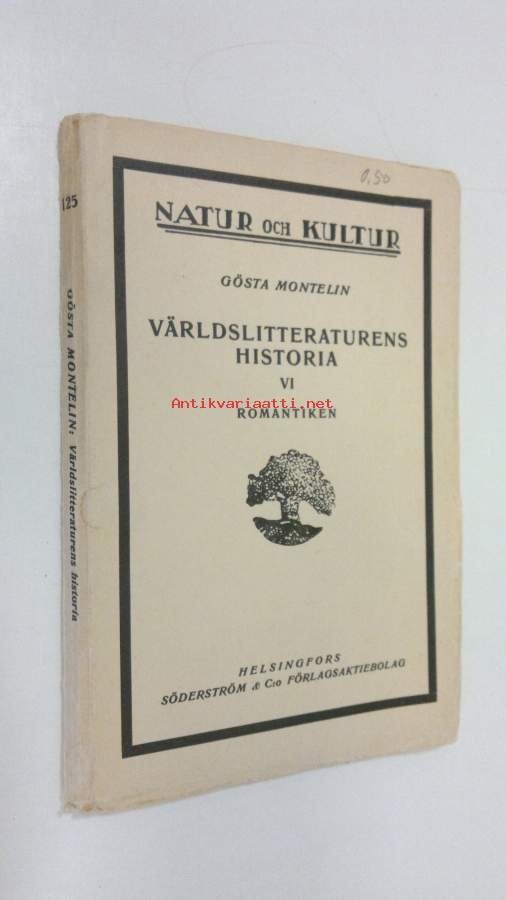 0,50
NATUR OCH KULTUR
GÖSTA MONTELIN
VÄRLDSLITTERATURENS
HISTORIA
VI
Antikvariaatti.net
ROMANTIKEN
HELSINGFORS
SÖDERSTRÖM & C:o FÖRLAGSAKTIEBOLAG
125
GÖSTA MONTELIN: Världslitteraturens historia